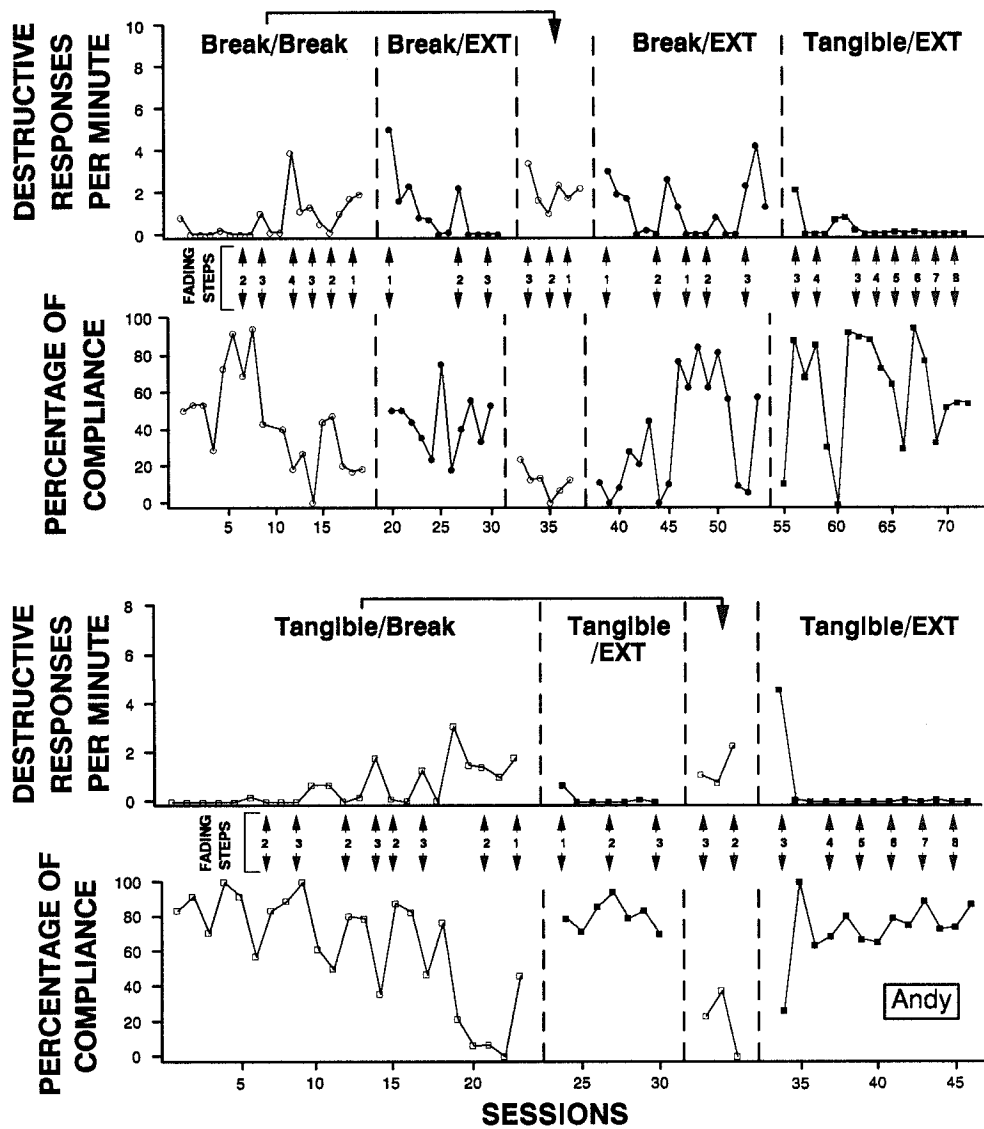 Break/Break Break/EXT Break/EXT Tangible/EXT
DESTRUCTIVE
RESPONSES
PER MINUTE
10
8
6
4
2
0
FADING
STEPS
2 3 4 3 2 1 1 2 3 3 2 1 1 2 1 2 3 3 4 3 4 5 6 7 8
PERCENTAGE OF
COMPLIANCE
100
80
60
40
20
0
5 10 15 20 25 30 35 40 45 50 55 60 65 70
Tangible/Break Tangible Tangible/EXT
/EXT
DESTRUCTIVE
RESPONSES
PER MINUTE
8
6
4
2
0
FADING
STEPS
2 3 2 3 2 3 2 1 1 2 3 3 2 3 4 5 6 7 8
PERCENTAGE OF
COMPLIANCE
100
80
60
40
20
0
Andy
5 10 15 20 25 30 35 40 45
SESSIONS